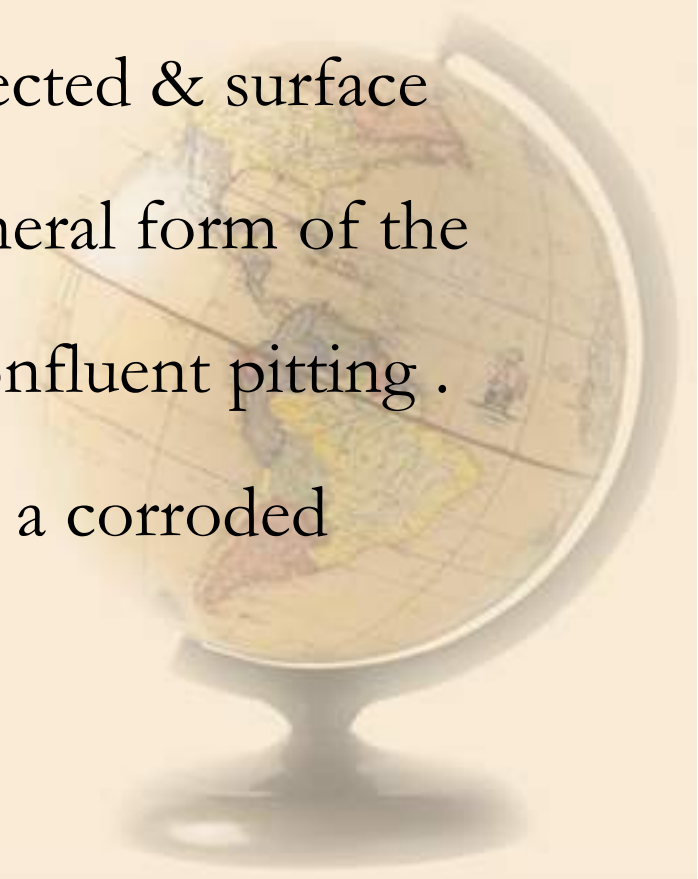 ected & surface
neral form of the
nfluent pitting .
a corroded